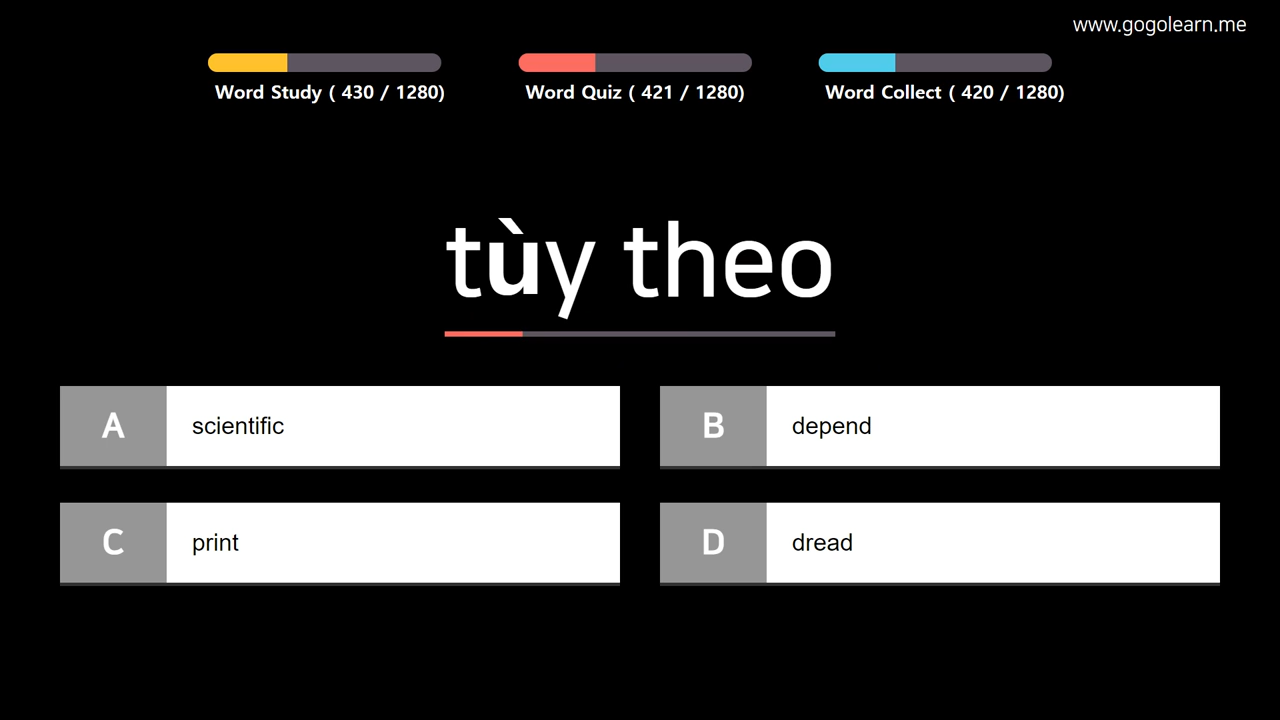 www.gogolearn.me
Word Study ( 430 / 1280)
Word Quiz ( 421 / 1280)
Word Collect ( 420 / 1280)
tùy theo
A scientific
B depend
C print
D dread